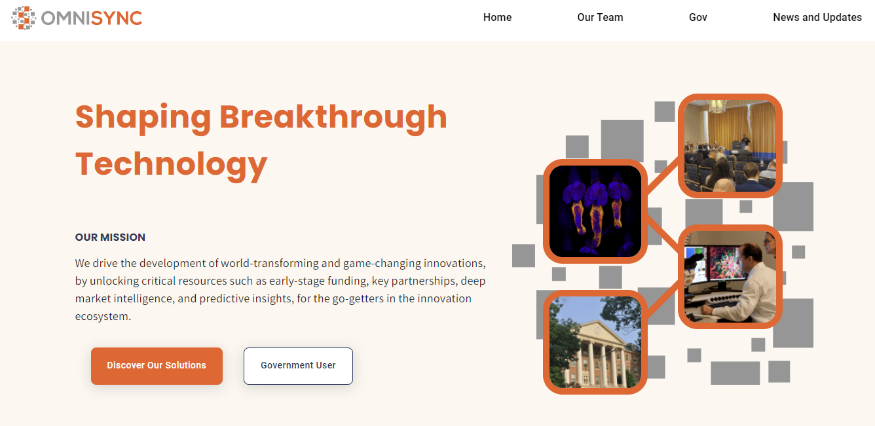 OMNISYNC
Home
Our Team
Gov
News and Updates
Shaping Breakthrough
Technology
OUR MISSION
We drive the development of world-transforming and game-changing innovations,
by unlocking critical resources such as early-stage funding, key partnerships, deep
market intelligence, and predictive insights, for the go-getters in the innovation
ecosystem.
Discover Our Solutions
Government User